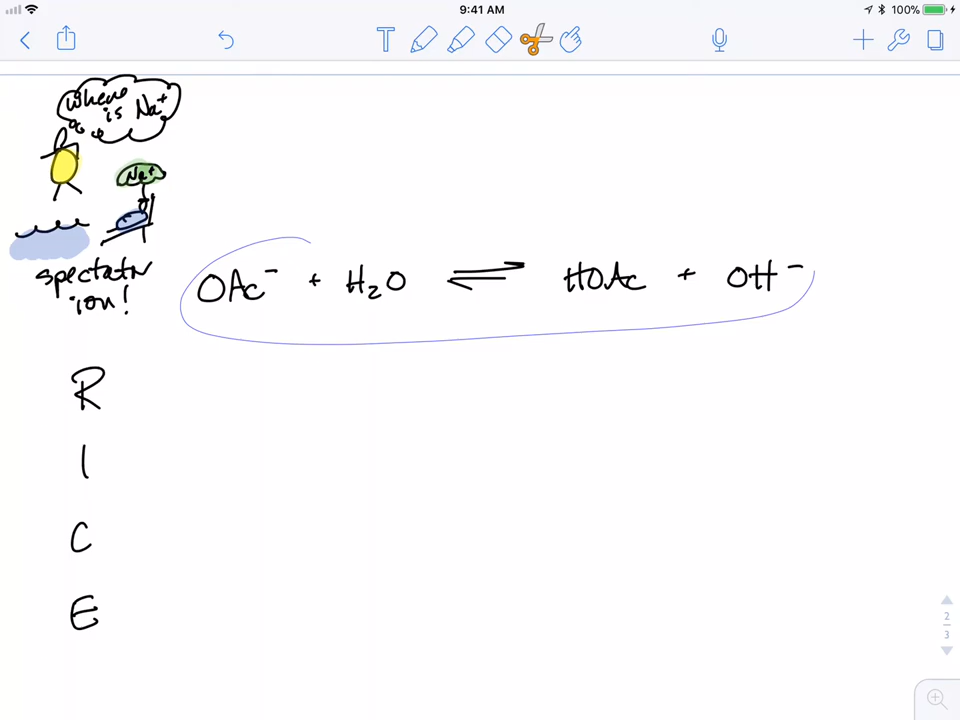 9:41 AM
100%
T
where
is Na⁺
Na⁺
spectator
ion!
OAc⁻ + H₂O ⇌ HOAc + OH⁻
R
I
C
E
2
3